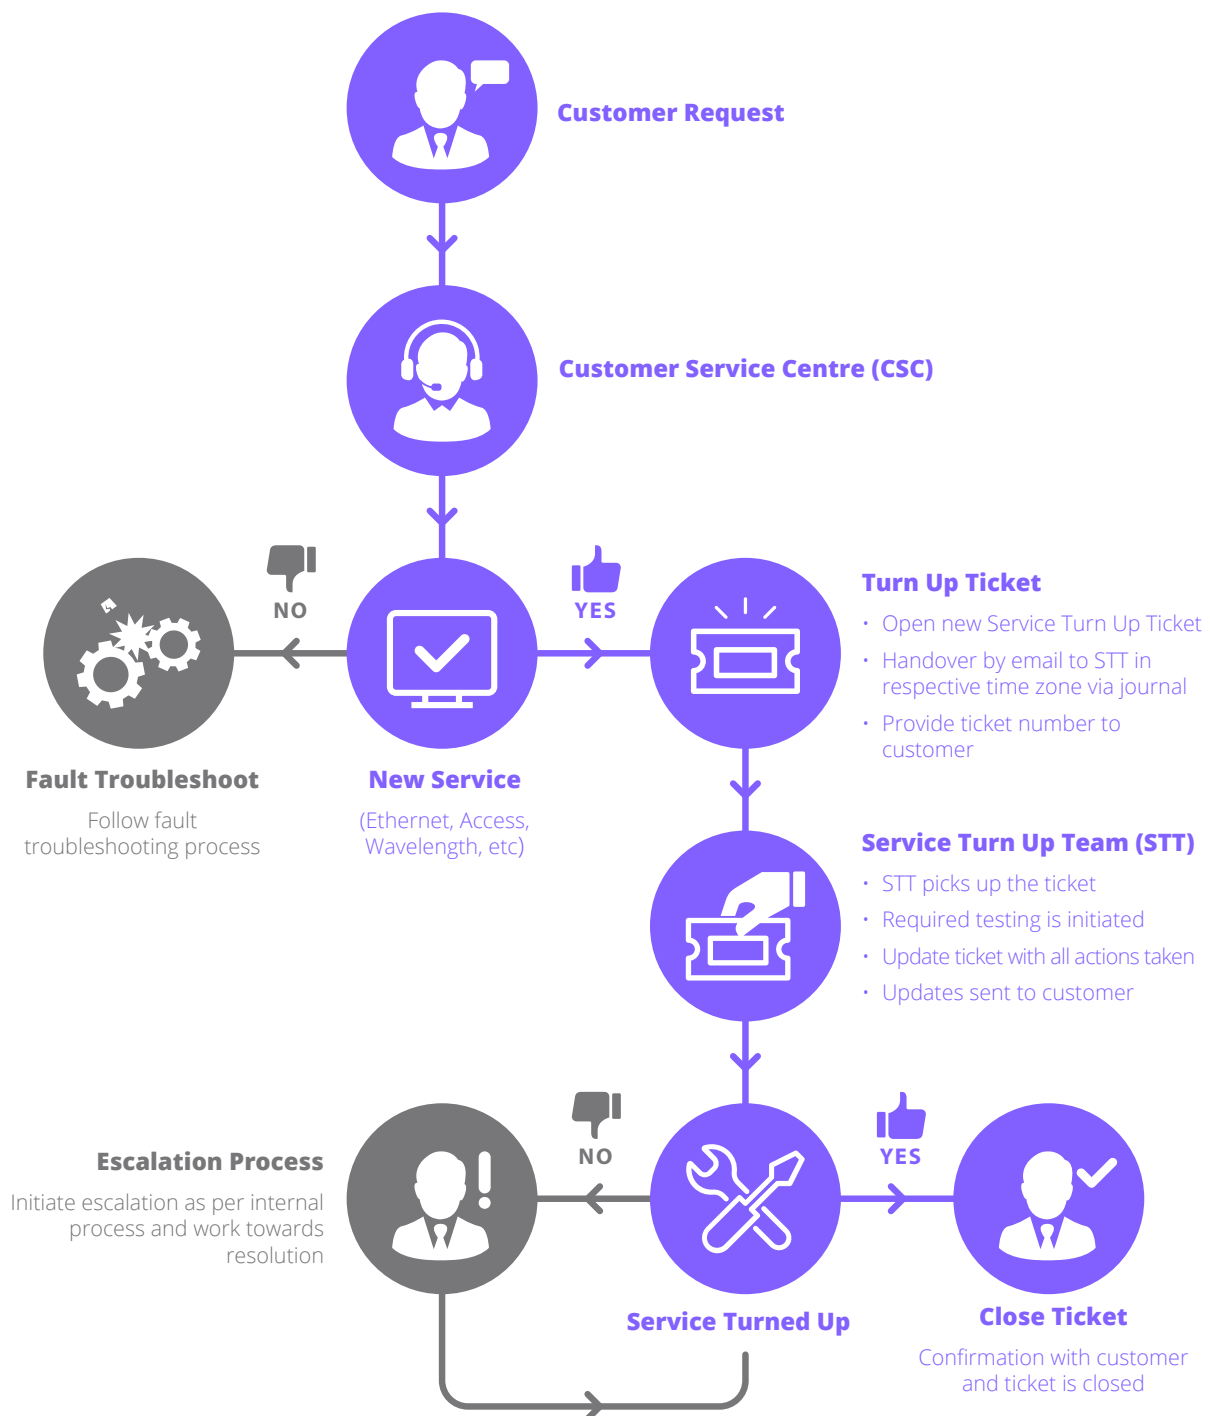 Customer Request
Customer Service Centre (CSC)
NO
YES
Turn Up Ticket
• Open new Service Turn Up Ticket
• Handover by email to STT in
respective time zone via journal
• Provide ticket number to
customer
Fault Troubleshoot
Follow fault
troubleshooting process
New Service
(Ethernet, Access,
Wavelength, etc)
Service Turn Up Team (STT)
• STT picks up the ticket
• Required testing is initiated
• Update ticket with all actions taken
• Updates sent to customer
NO
YES
Escalation Process
Initiate escalation as per internal
process and work towards
resolution
Service Turned Up
Close Ticket
Confirmation with customer
and ticket is closed